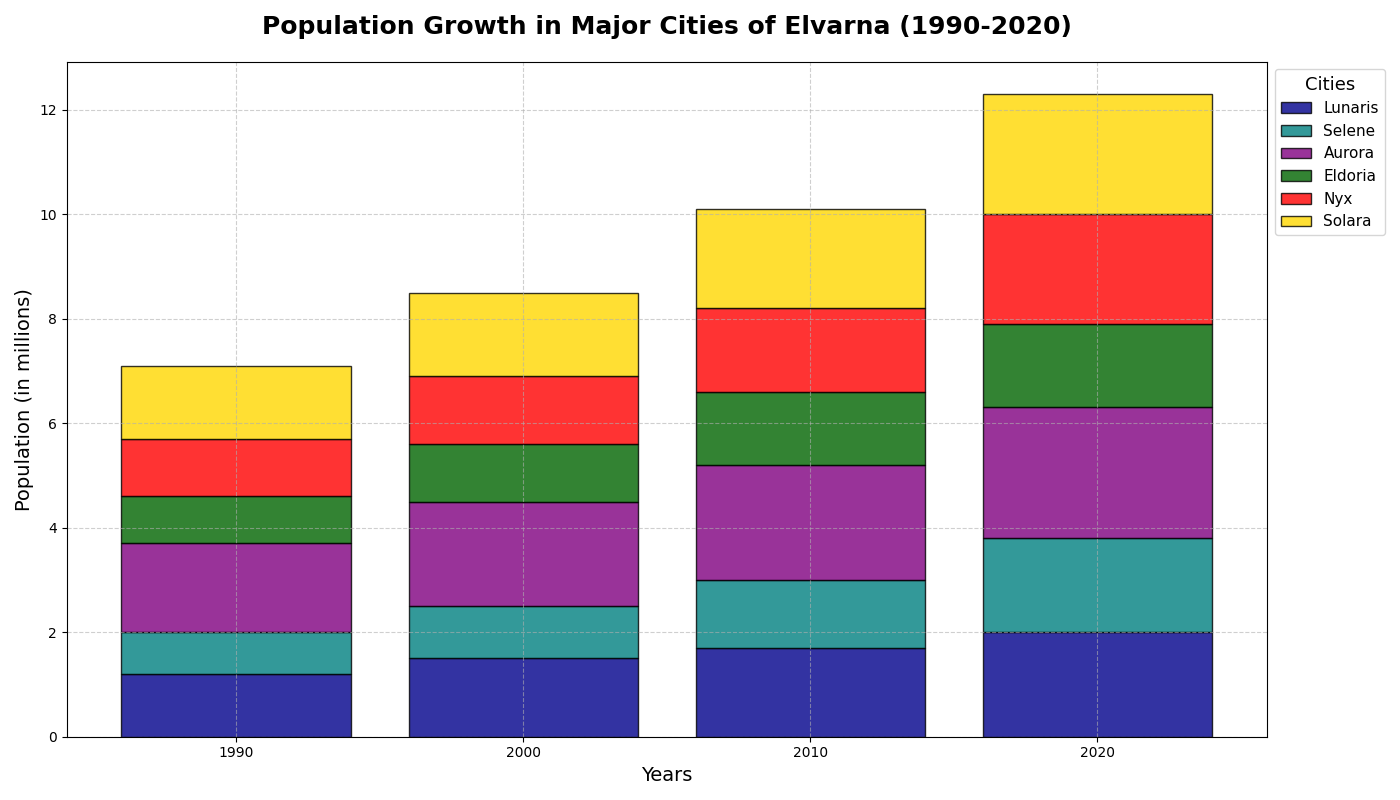 Population Growth in Major Cities of Elvarna (1990-2020)
Population (in millions)
12
10
8
6
4
2
0
1990
2000
2010
2020
Years
Cities
Lunaris
Selene
Aurora
Eldoria
Nyx
Solara